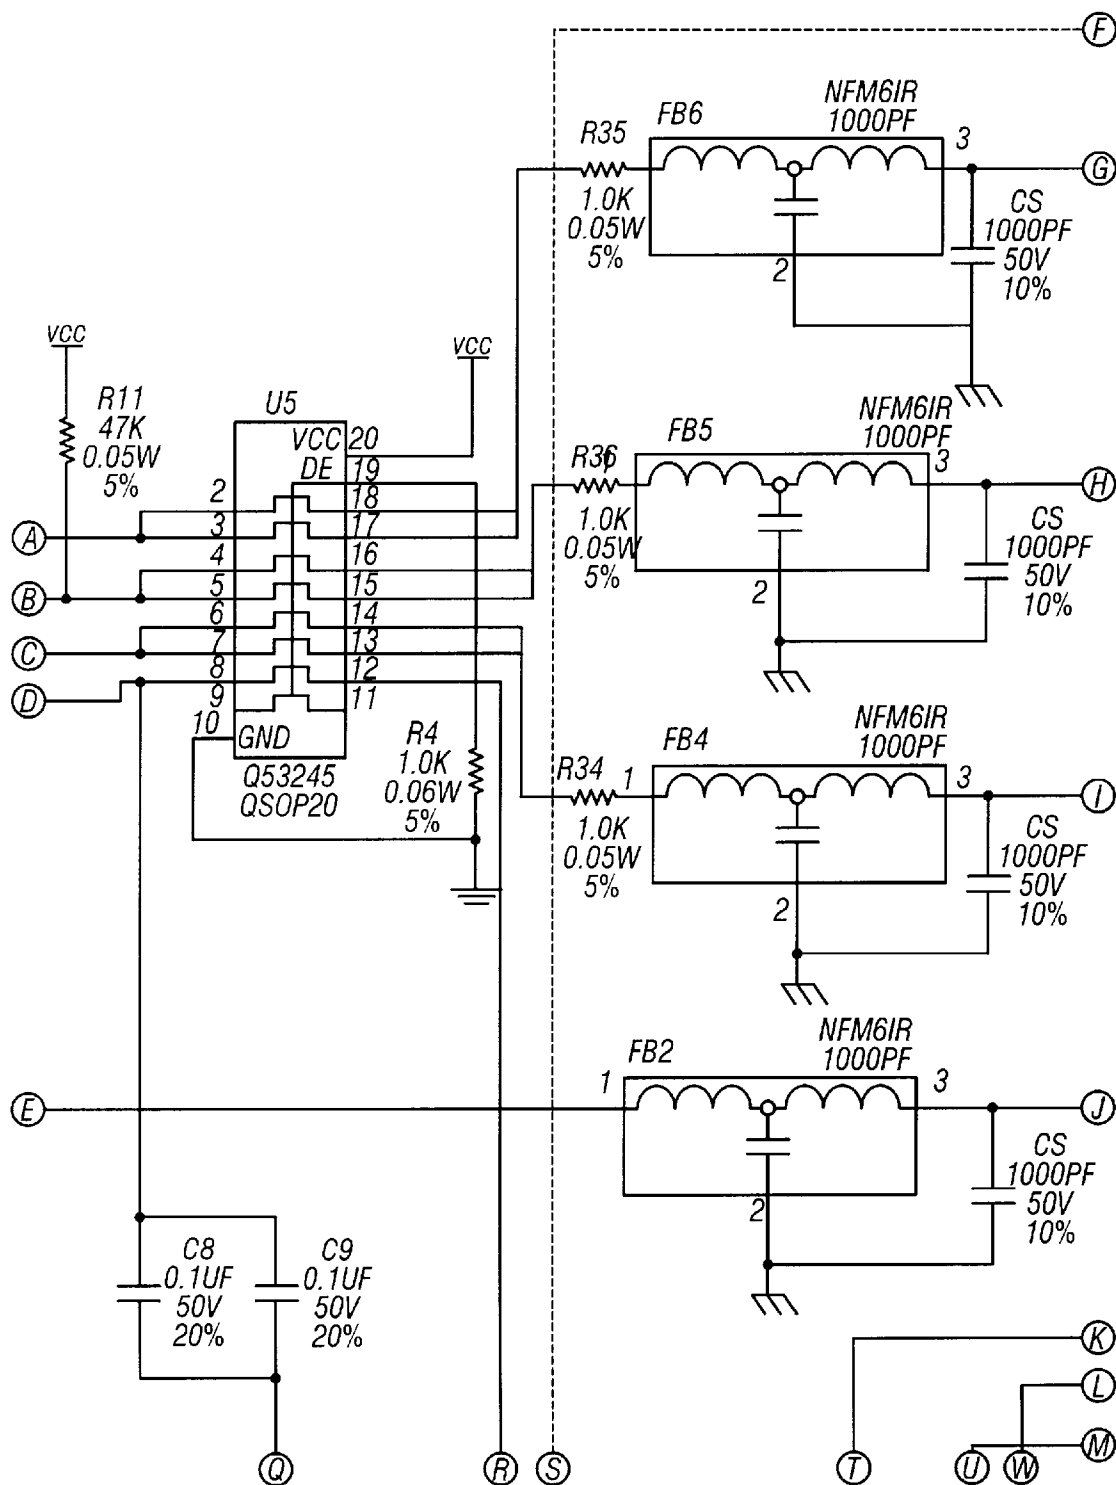 F
NFM6IR
1000PF
FB6
3
R35
G
1.0K
0.05W
5%
CS
1000PF
50V
10%
2
VCC
VCC
R11
47K
0.05W
5%
U5
VCC 20
DE 19
NFM6IR
1000PF
FB5
3
R36
H
2 18
3 17
A
4 16
1.0K
0.05W
5%
CS
1000PF
50V
10%
B
5 15
2
6 14
C
7 13
8 12
D
9 11
10 GND
Q53245
QSOP20
R4
1.0K
0.06W
5%
NFM6IR
1000PF
FB4
R34
1
3
I
1.0K
0.05W
5%
CS
1000PF
50V
10%
2
NFM6IR
1000PF
FB2
1
3
E
J
CS
1000PF
50V
10%
2
C8
0.1UF
50V
20%
C9
0.1UF
50V
20%
K
L
M
Q
R
S
T
U
W